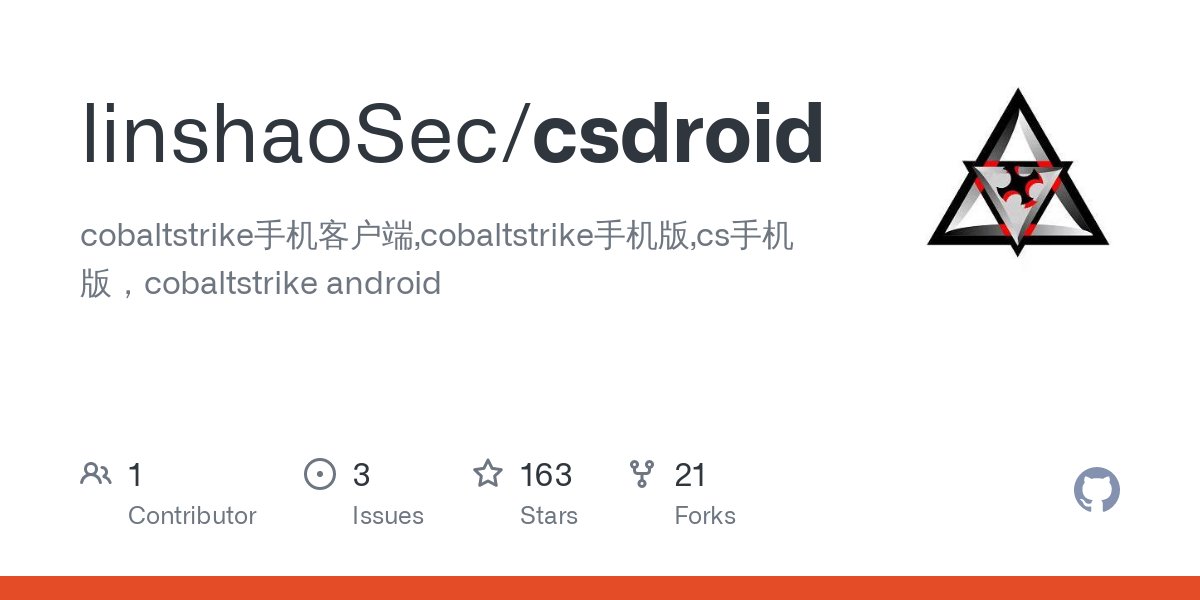 linshaoSec/csdroid
cobaltstrike手机客户端,cobaltstrike手机版,cs手机
版，cobaltstrike android
1 3 163 21
Contributor Issues Stars Forks